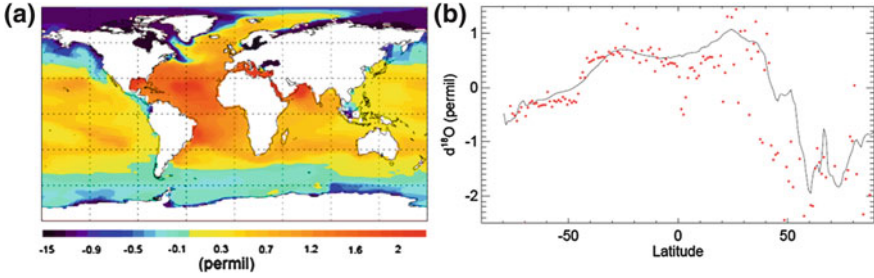 (a)
-15 -0.9 -0.5 -0.1 0.3 0.7 1.2 1.6 2
(permil)
(b)
d18O (permil)
1
0
-1
-2
-50 0 50
Latitude